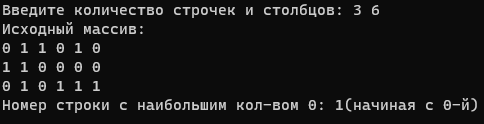 Введите количество строчек и столбцов: 3 6
Исходный массив:
0 1 1 0 1 0
1 1 0 0 0 0
0 1 0 1 1 1
Номер строки с наибольшим кол-вом 0: 1(начиная с 0-й)